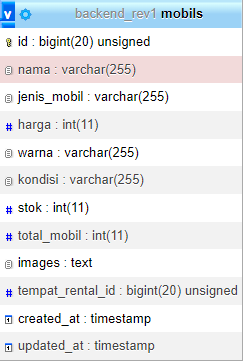 v backend_rev1 mobils
id : bigint(20) unsigned
nama : varchar(255)
jenis_mobil : varchar(255)
# harga : int(11)
warna : varchar(255)
kondisi : varchar(255)
# stok : int(11)
# total_mobil : int(11)
images : text
# tempat_rental_id : bigint(20) unsigned
created_at : timestamp
updated_at : timestamp